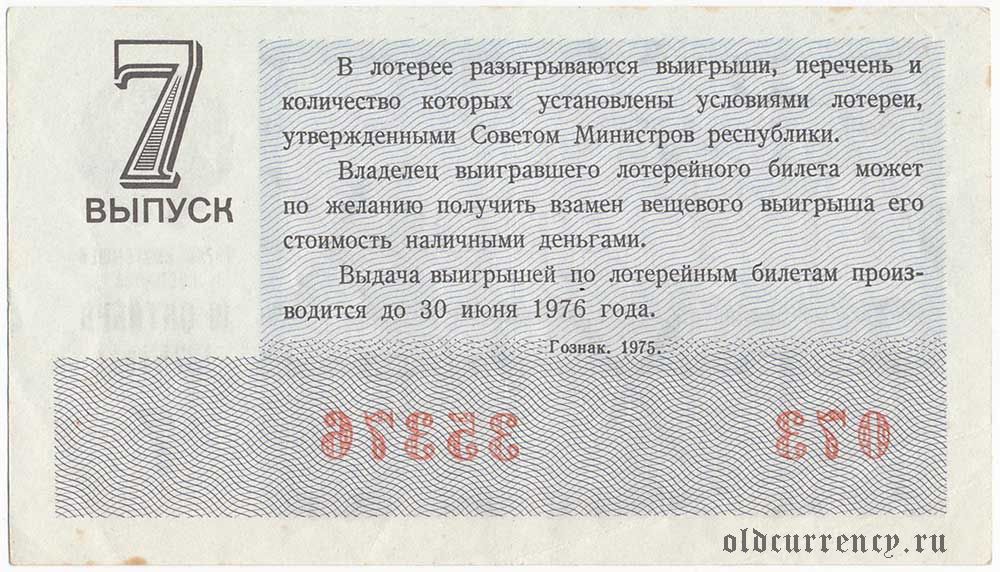 7
ВЫПУСК
В лотерее разыгрываются выигрыши, перечень и
количество которых установлены условиями лотереи,
утвержденными Советом Министров республики.
Владелец выигравшего лотерейного билета может
по желанию получить взамен вещевого выигрыша его
стоимость наличными деньгами.
Выдача выигрышей по лотерейным билетам произ-
водится до 30 июня 1976 года.
Гознак. 1975.
073 35376
oldcurrency.ru